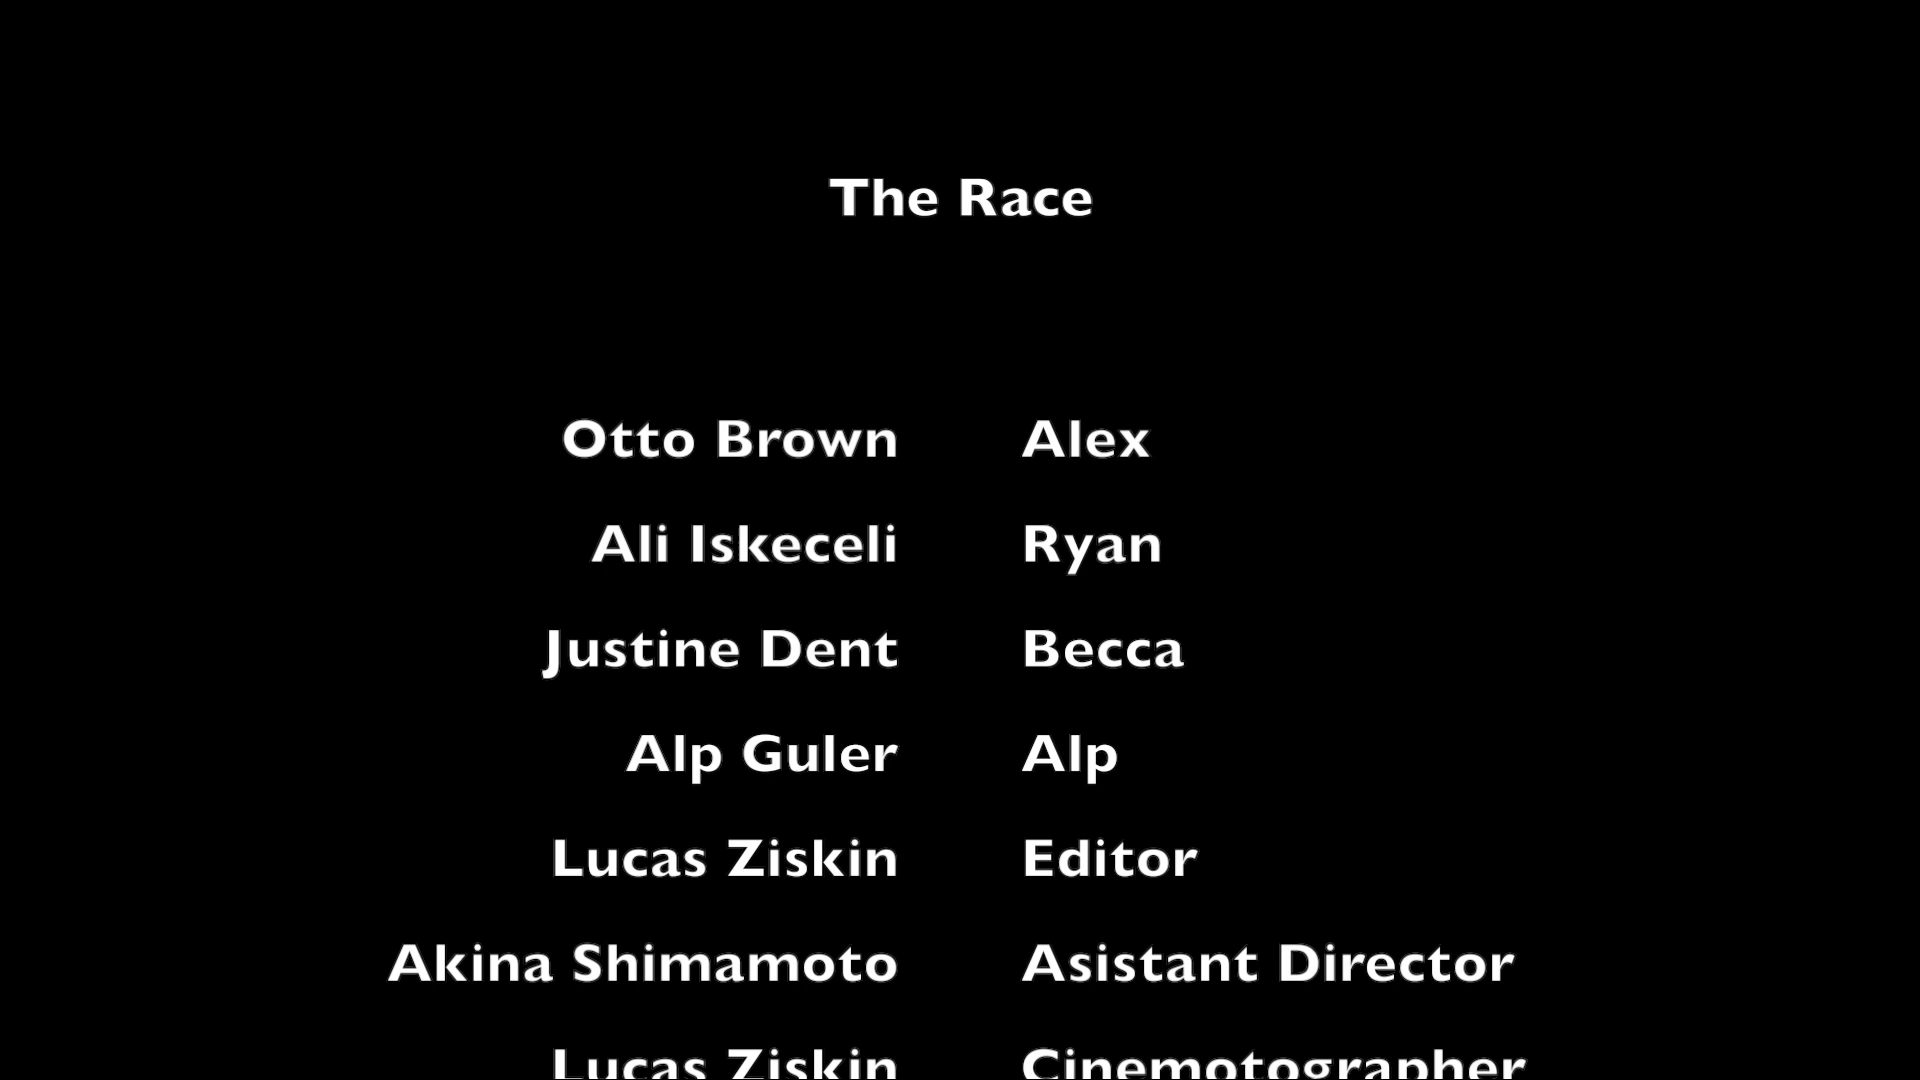 The Race
Otto Brown Alex
Ali Iskeceli Ryan
Justine Dent Becca
Alp Guler Alp
Lucas Ziskin Editor
Akina Shimamoto Asistant Director
Lucas Ziskin Cinemotographer